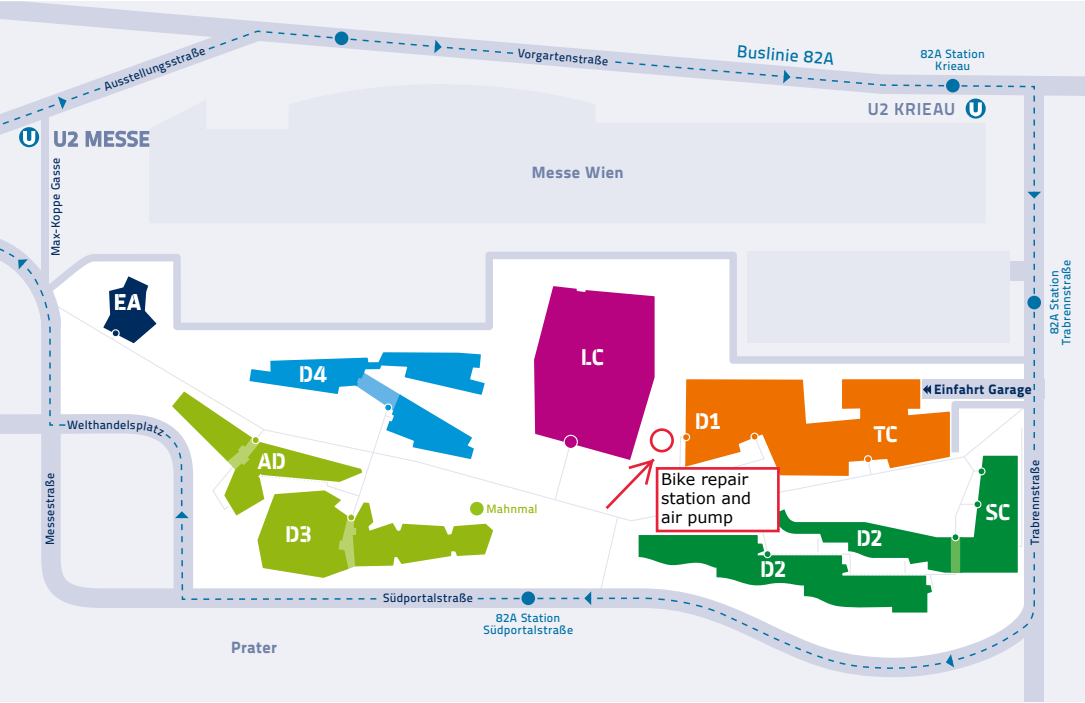 Ausstellungsstraße
Vorgartenstraße
Buslinie 82A
82A Station
Krieau
U2 KRIEAU U
U U2 MESSE
Max-Koppe Gasse
Messe Wien
82A Station
Trabrennstraße
EA
D4
LC
Einfahrt Garage
D1
TC
Welthandelsplatz
AD
Bike repair
station and
air pump
Messestraße
Mahnmal
D3
SC
D2
D2
Trabrennstraße
Südportalstraße
82A Station
Südportalstraße
Prater